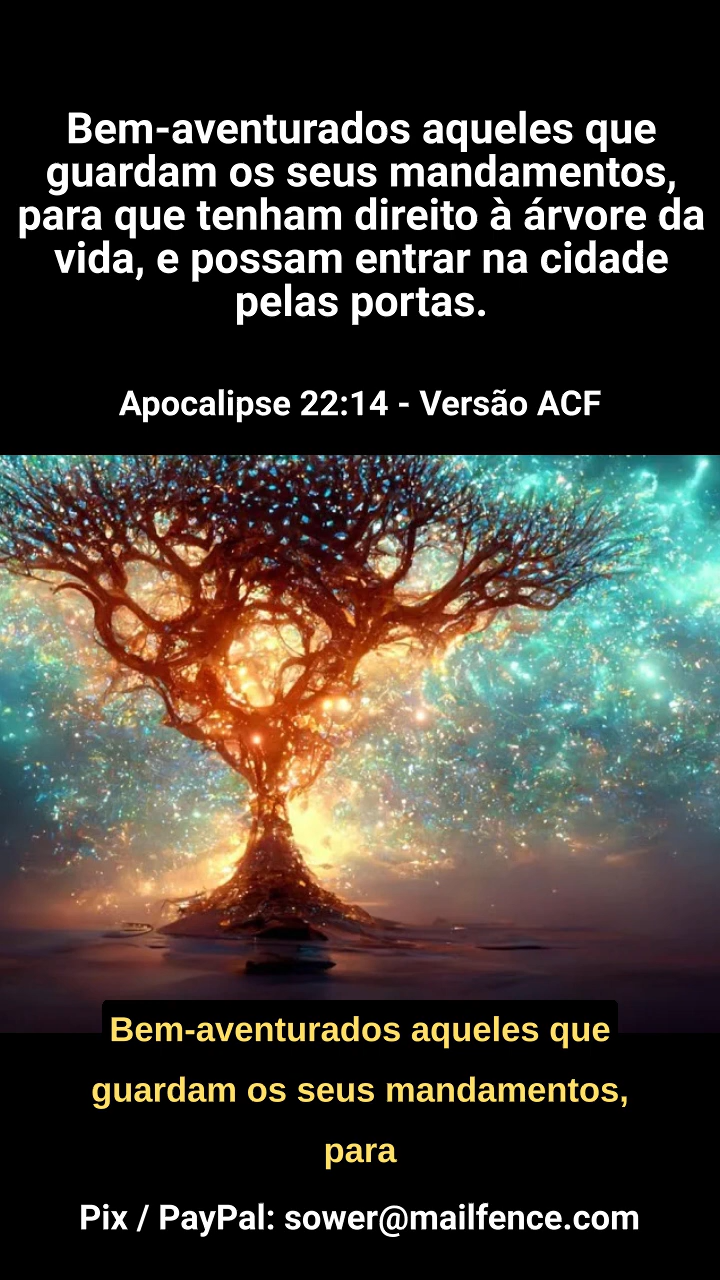 Bem-aventurados aqueles que
guardam os seus mandamentos,
para que tenham direito à árvore da
vida, e possam entrar na cidade
pelas portas.
Apocalipse 22:14 - Versão ACF
Bem-aventurados aqueles que
guardam os seus mandamentos,
para
Pix / PayPal: sower@mailfence.com